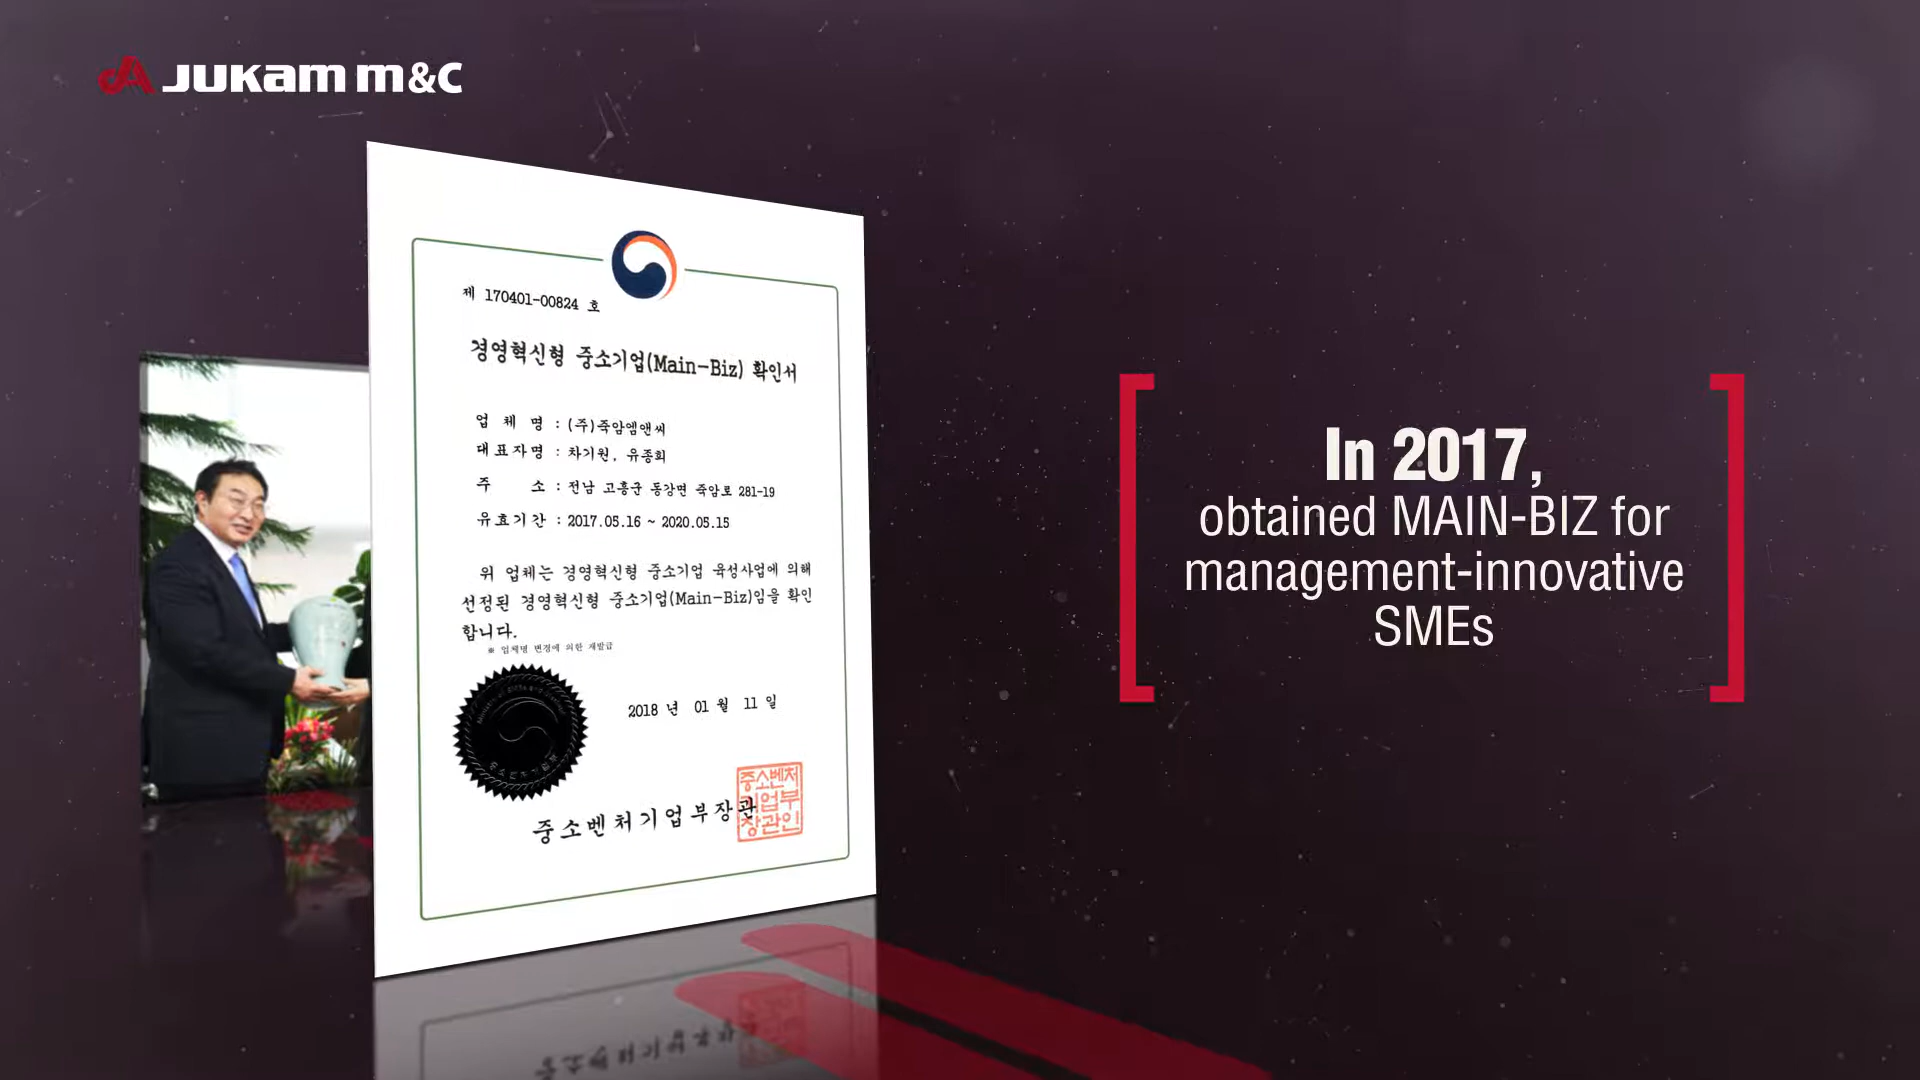 JUKAM M&C
제 170401-00824 호
경영혁신형 중소기업(Main-Biz) 확인서
업 체 명 : (주)죽암엠앤씨
대표자명 : 차기원, 유종희
주 소 : 전남 고흥군 동강면 죽암로 281-19
유효기간 : 2017.05.16 ~ 2020.05.15
위 업체는 경영혁신형 중소기업 육성사업에 의해
선정된 경영혁신형 중소기업(Main-Biz)임을 확인
합니다.
※ 업체명 변경에 의한 재발급
2018 년 01 월 11 일
중소벤처기업부장관
중소벤처
기업부
장관인
In 2017,
obtained MAIN-BIZ for
management-innovative
SMEs